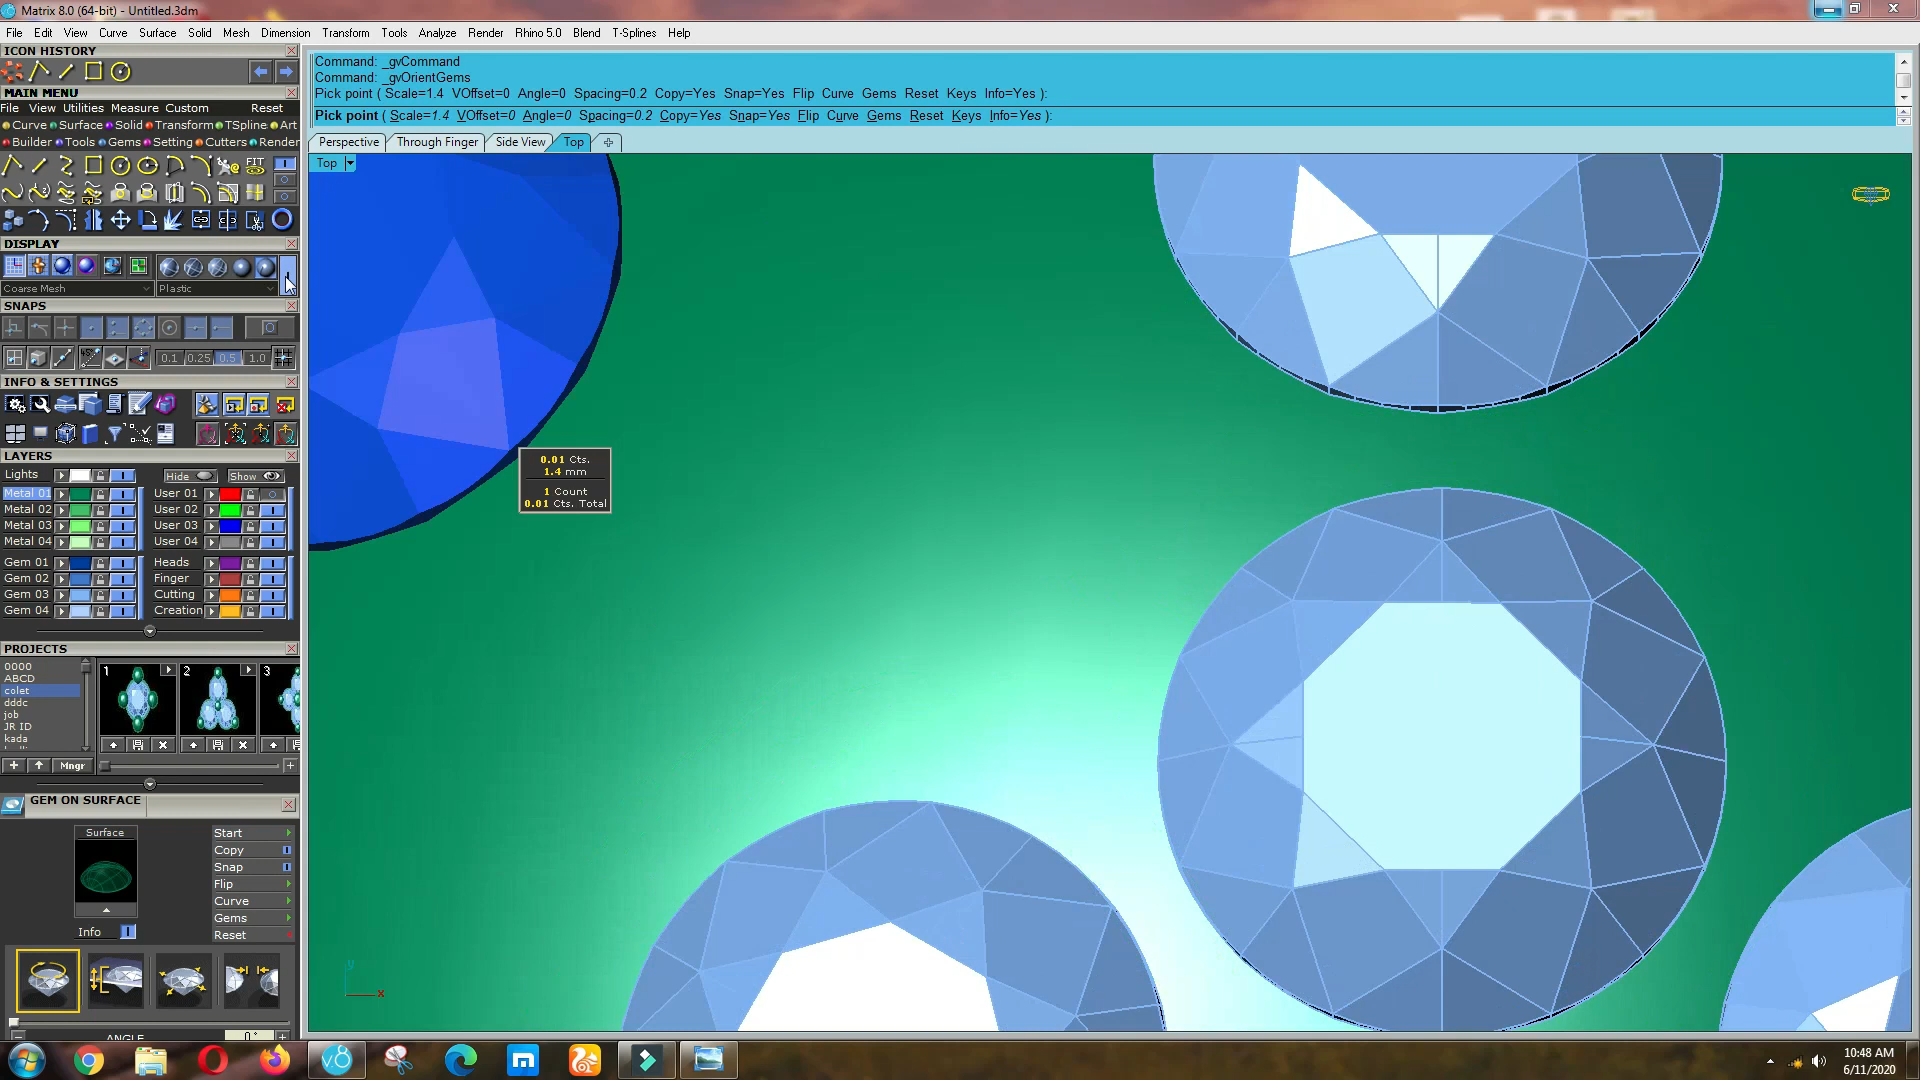 Matrix 8.0 (64-bit) - Untitled.3dm
File Edit View Curve Surface Solid Mesh Dimension Transform Tools Analyze Render Rhino 5.0 Blend T-Splines Help
ICON HISTORY
MAIN MENU
File View Utilities Measure Custom Reset
Curve Surface Solid Transform TSpline Art
Builder Tools Gems Setting Cutters Render
FIT
DISPLAY
Coarse Mesh Plastic
SNAPS
0.1 0.25 0.5 1.0
INFO & SETTINGS
LAYERS
Lights Hide Show
Metal 01 User 01
Metal 02 User 02
Metal 03 User 03
Metal 04 User 04
Gem 01 Heads
Gem 02 Finger
Gem 03 Cutting
Gem 04 Creation
PROJECTS
0000
ABCD
colet
dddc
job
JR ID
kada
1 2 3
Mngr
GEM ON SURFACE
Surface
Info
Start
Copy
Snap
Flip
Curve
Gems
Reset
ANGLE 0°
Command: _gvCommand
Command: _gvOrientGems
Pick point ( Scale=1.4 VOffset=0 Angle=0 Spacing=0.2 Copy=Yes Snap=Yes Flip Curve Gems Reset Keys Info=Yes ):
Pick point ( Scale=1.4 VOffset=0 Angle=0 Spacing=0.2 Copy=Yes Snap=Yes Flip Curve Gems Reset Keys Info=Yes ):
Perspective Through Finger Side View Top
Top
0.01 Cts.
1.4 mm
1 Count
0.01 Cts. Total
y
x
10:48 AM
6/11/2020